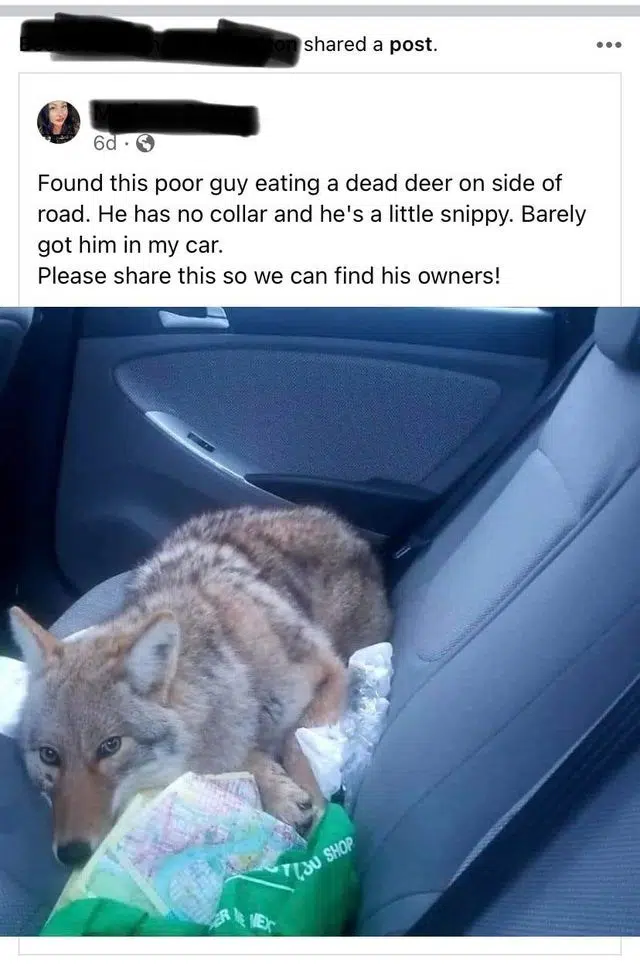 shared a post.
6d
Found this poor guy eating a dead deer on side of
road. He has no collar and he's a little snippy. Barely
got him in my car.
Please share this so we can find his owners!
SHOP